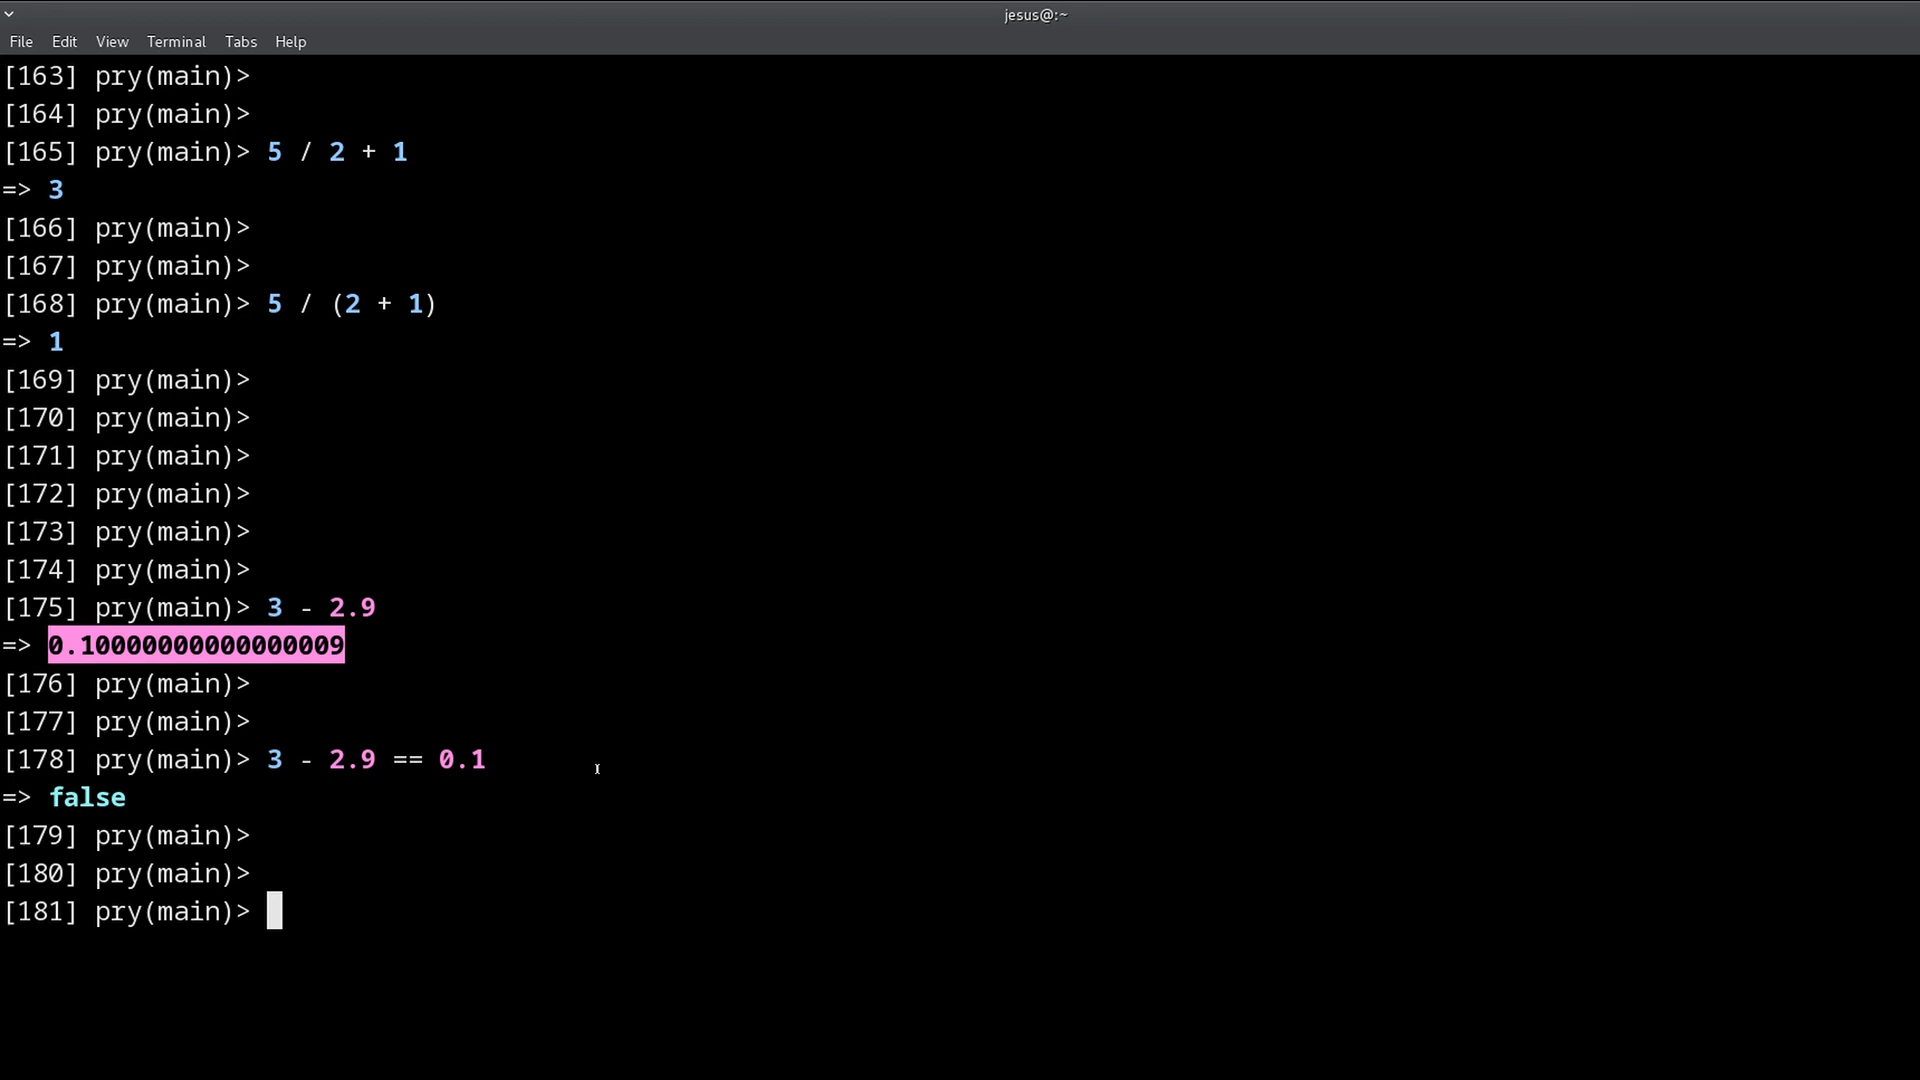 jesus@:~
File Edit View Terminal Tabs Help
[163] pry(main)>
[164] pry(main)>
[165] pry(main)> 5 / 2 + 1
=> 3
[166] pry(main)>
[167] pry(main)>
[168] pry(main)> 5 / (2 + 1)
=> 1
[169] pry(main)>
[170] pry(main)>
[171] pry(main)>
[172] pry(main)>
[173] pry(main)>
[174] pry(main)>
[175] pry(main)> 3 - 2.9
=> 0.10000000000000009
[176] pry(main)>
[177] pry(main)>
[178] pry(main)> 3 - 2.9 == 0.1
=> false
[179] pry(main)>
[180] pry(main)>
[181] pry(main)>